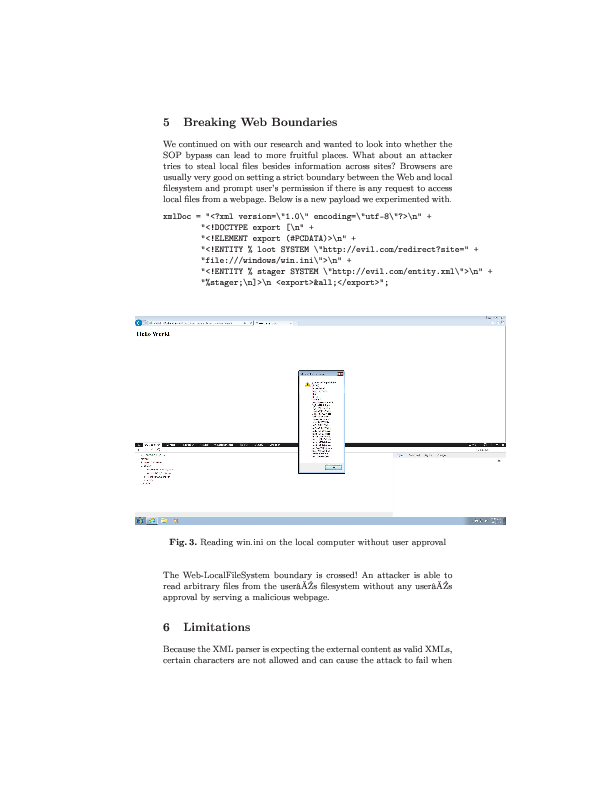 5 Breaking Web Boundaries
We continued on with our research and wanted to look into whether the
SOP bypass can lead to more fruitful places. What about an attacker
tries to steal local files besides information across sites? Browsers are
usually very good on setting a strict boundary between the Web and local
filesystem and prompt user's permission if there is any request to access
local files from a webpage. Below is a new payload we experimented with.
xmlDoc = "<?xml version=\"1.0\" encoding=\"utf-8\"?>\n" +
"<!DOCTYPE export [\n" +
"<!ELEMENT export (#PCDATA)>\n" +
"<!ENTITY % loot SYSTEM \"http://evil.com/redirect?site=" +
"file:///windows/win.ini\">\n" +
"<!ENTITY % stager SYSTEM \"http://evil.com/entity.xml\">\n" +
"%stager;\n]>\n <export>&all;</export>";
Hello World!
Fig. 3. Reading win.ini on the local computer without user approval
The Web-LocalFileSystem boundary is crossed! An attacker is able to
read arbitrary files from the userâĂŹs filesystem without any userâĂŹs
approval by serving a malicious webpage.
6 Limitations
Because the XML parser is expecting the external content as valid XMLs,
certain characters are not allowed and can cause the attack to fail when